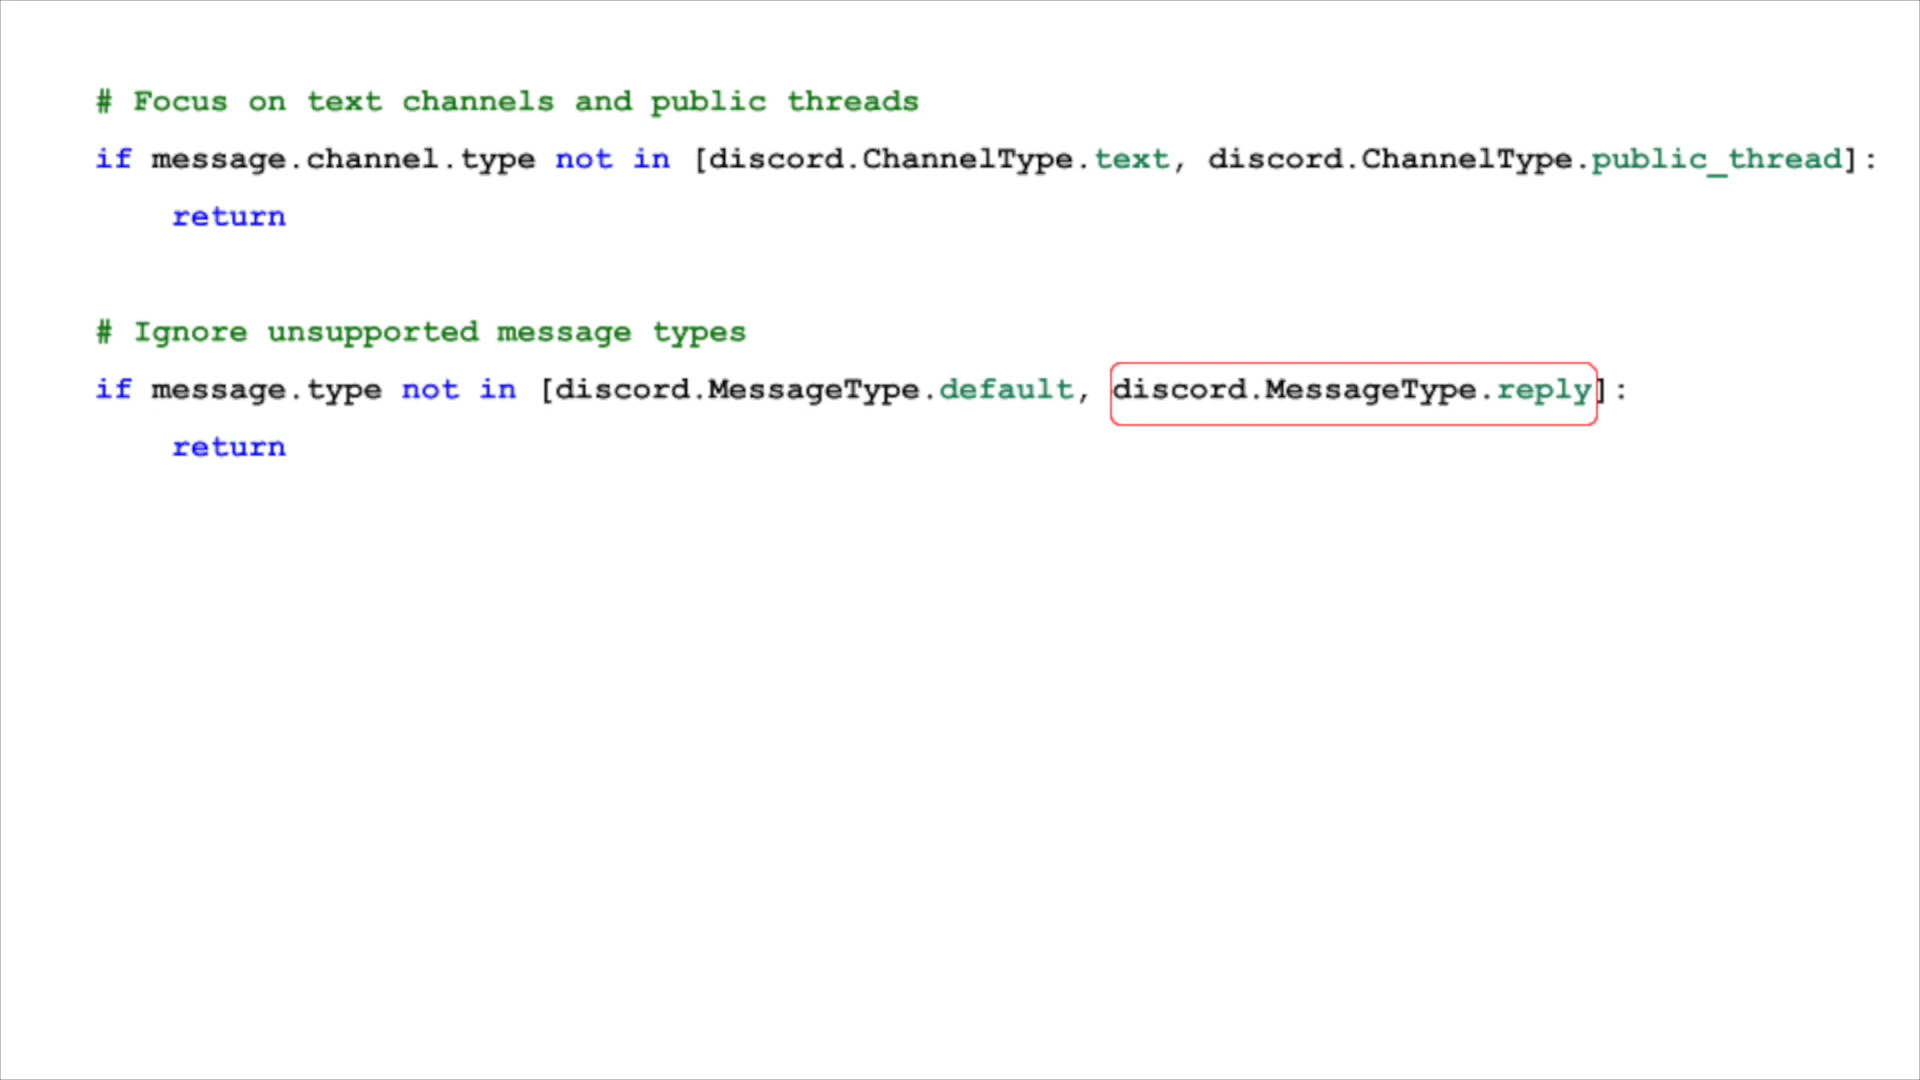 # Focus on text channels and public threads
if message.channel.type not in [discord.ChannelType.text, discord.ChannelType.public_thread]:
    return
# Ignore unsupported message types
if message.type not in [discord.MessageType.default, discord.MessageType.reply]:
    return